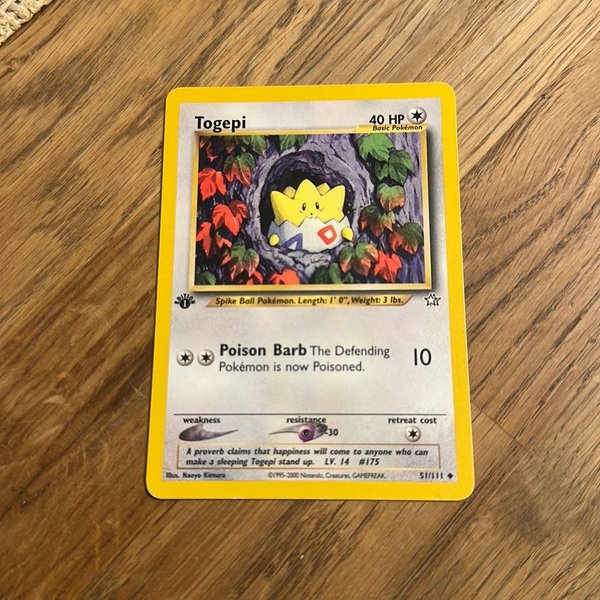 Togepi 40 HP
Basic Pokémon
Spike Ball Pokémon. Length: 1' 0", Weight: 3 lbs.
EDITION
1
Poison Barb The Defending
Pokémon is now Poisoned.
10
weakness resistance retreat cost
-30
A proverb claims that happiness will come to anyone who can
make a sleeping Togepi stand up. LV. 14 #175
Illus. Naoyo Kimura ©1995-2000 Nintendo, Creatures, GAMEFREAK. 51/111